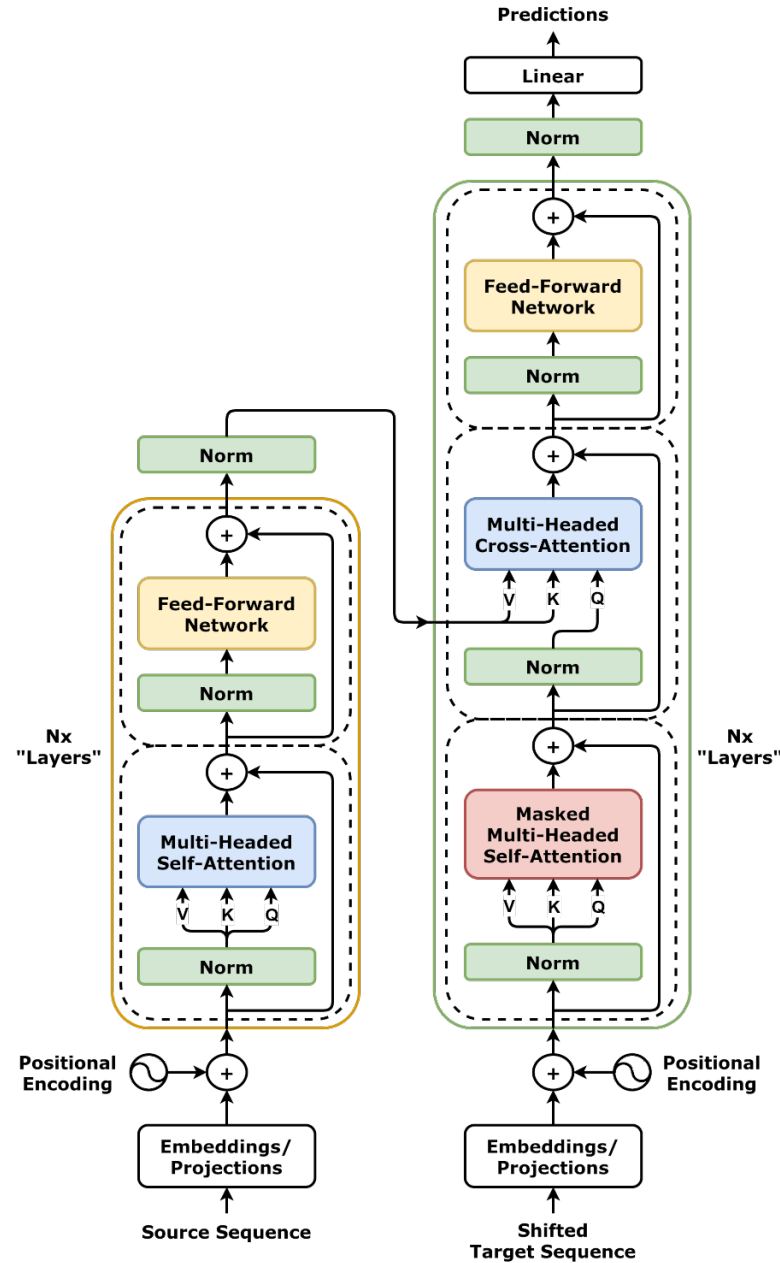 Predictions
Linear
Norm
+
Feed-Forward
Network
Norm
+
Multi-Headed
Cross-Attention
V K Q
Norm
+
Masked
Multi-Headed
Self-Attention
V K Q
Norm
Nx
"Layers"
+
Positional
Encoding
Embeddings/
Projections
Shifted
Target Sequence
Norm
+
Feed-Forward
Network
Norm
+
Multi-Headed
Self-Attention
V K Q
Norm
Nx
"Layers"
Positional
Encoding
+
Embeddings/
Projections
Source Sequence